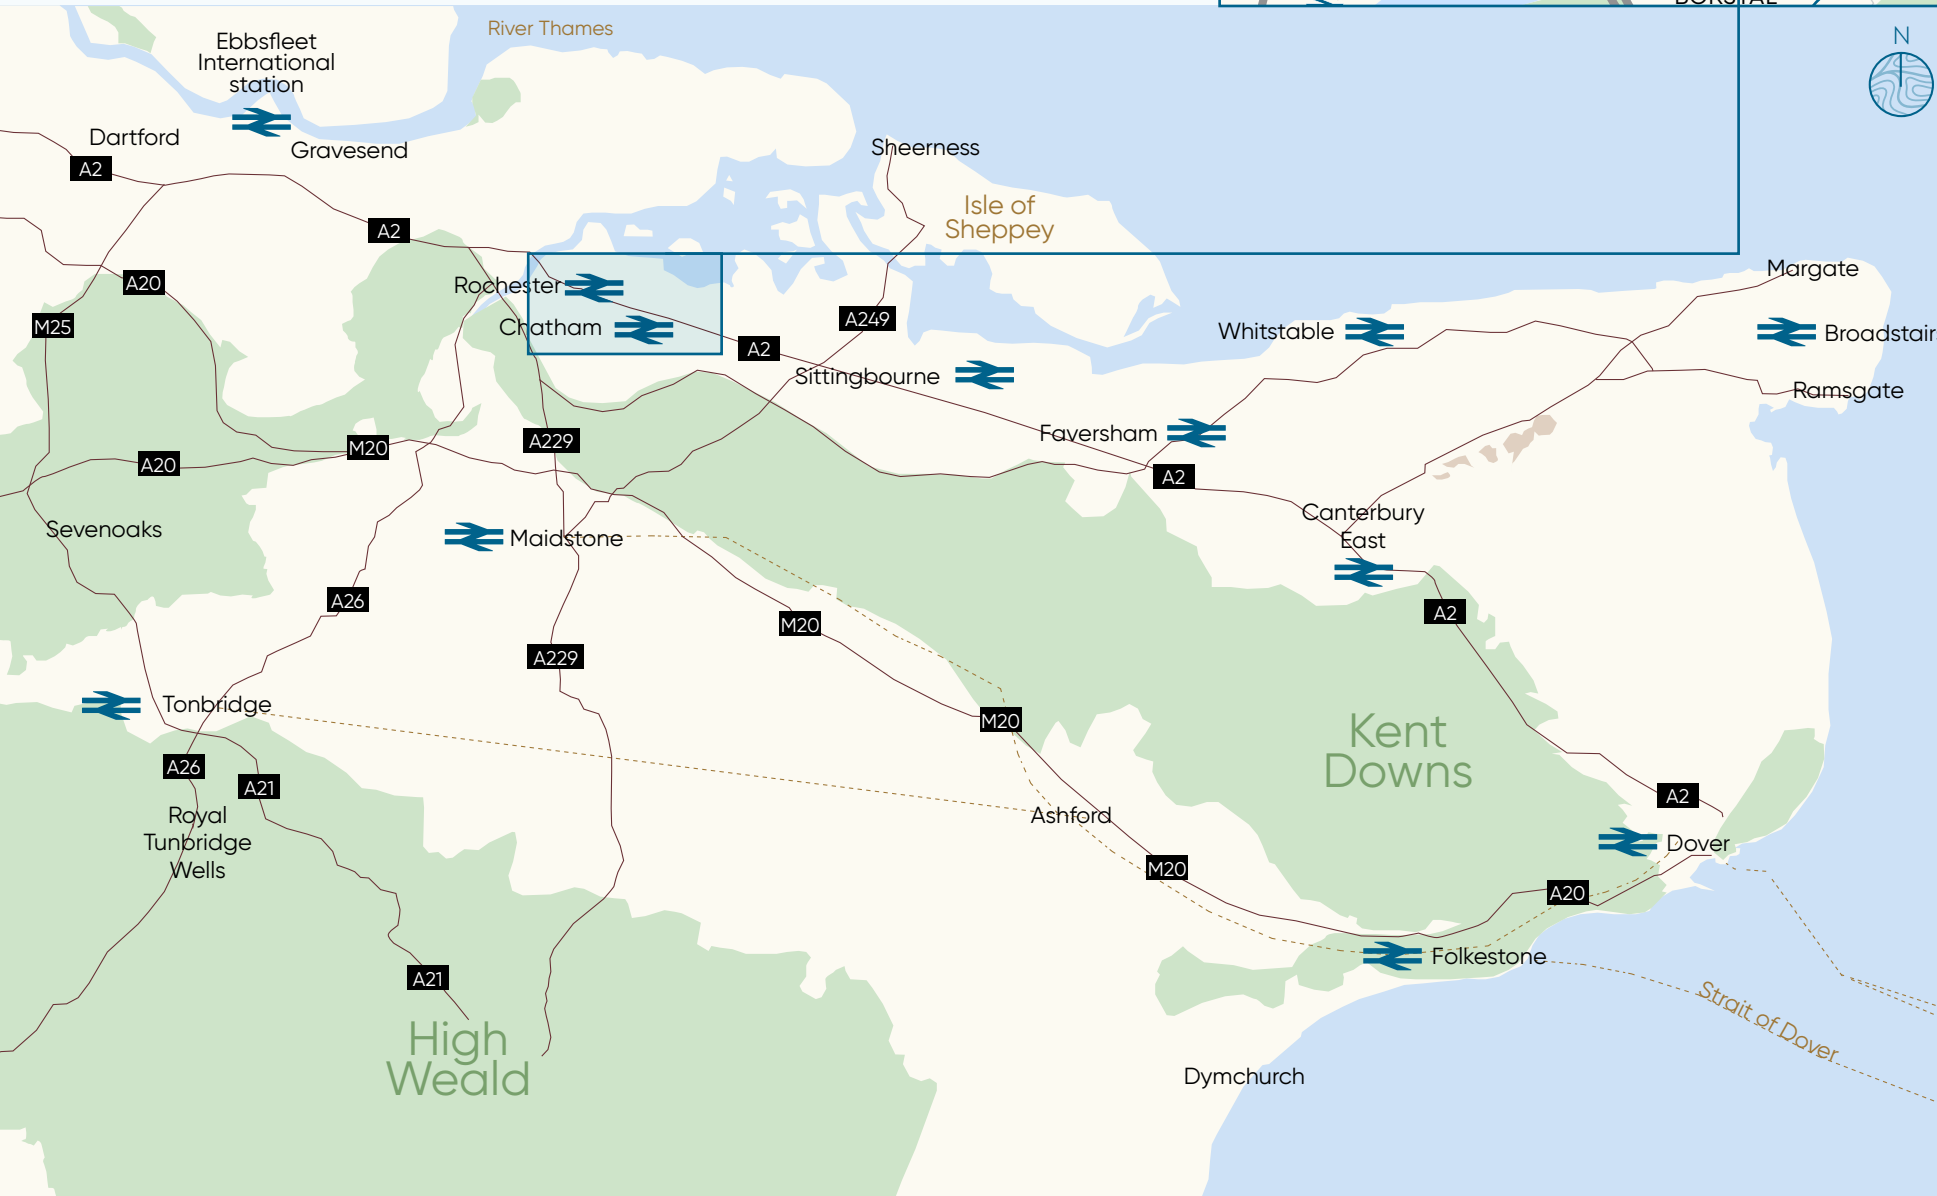 BORSTAL
River Thames
N
Ebbsfleet
International
station
Dartford
Gravesend
A2
Sheerness
Isle of
Sheppey
A2
Margate
A20
Rochester
M25
Chatham
A249
A2
Whitstable
Broadstair
Sittingbourne
Ramsgate
Faversham
A229
M20
A20
A2
Canterbury
East
Sevenoaks
Maidstone
A26
A2
M20
A229
Tonbridge
M20
Kent
Downs
A26
A21
A2
Royal
Tunbridge
Wells
Ashford
Dover
M20
A20
Folkestone
A21
Strait of Dover
High
Weald
Dymchurch